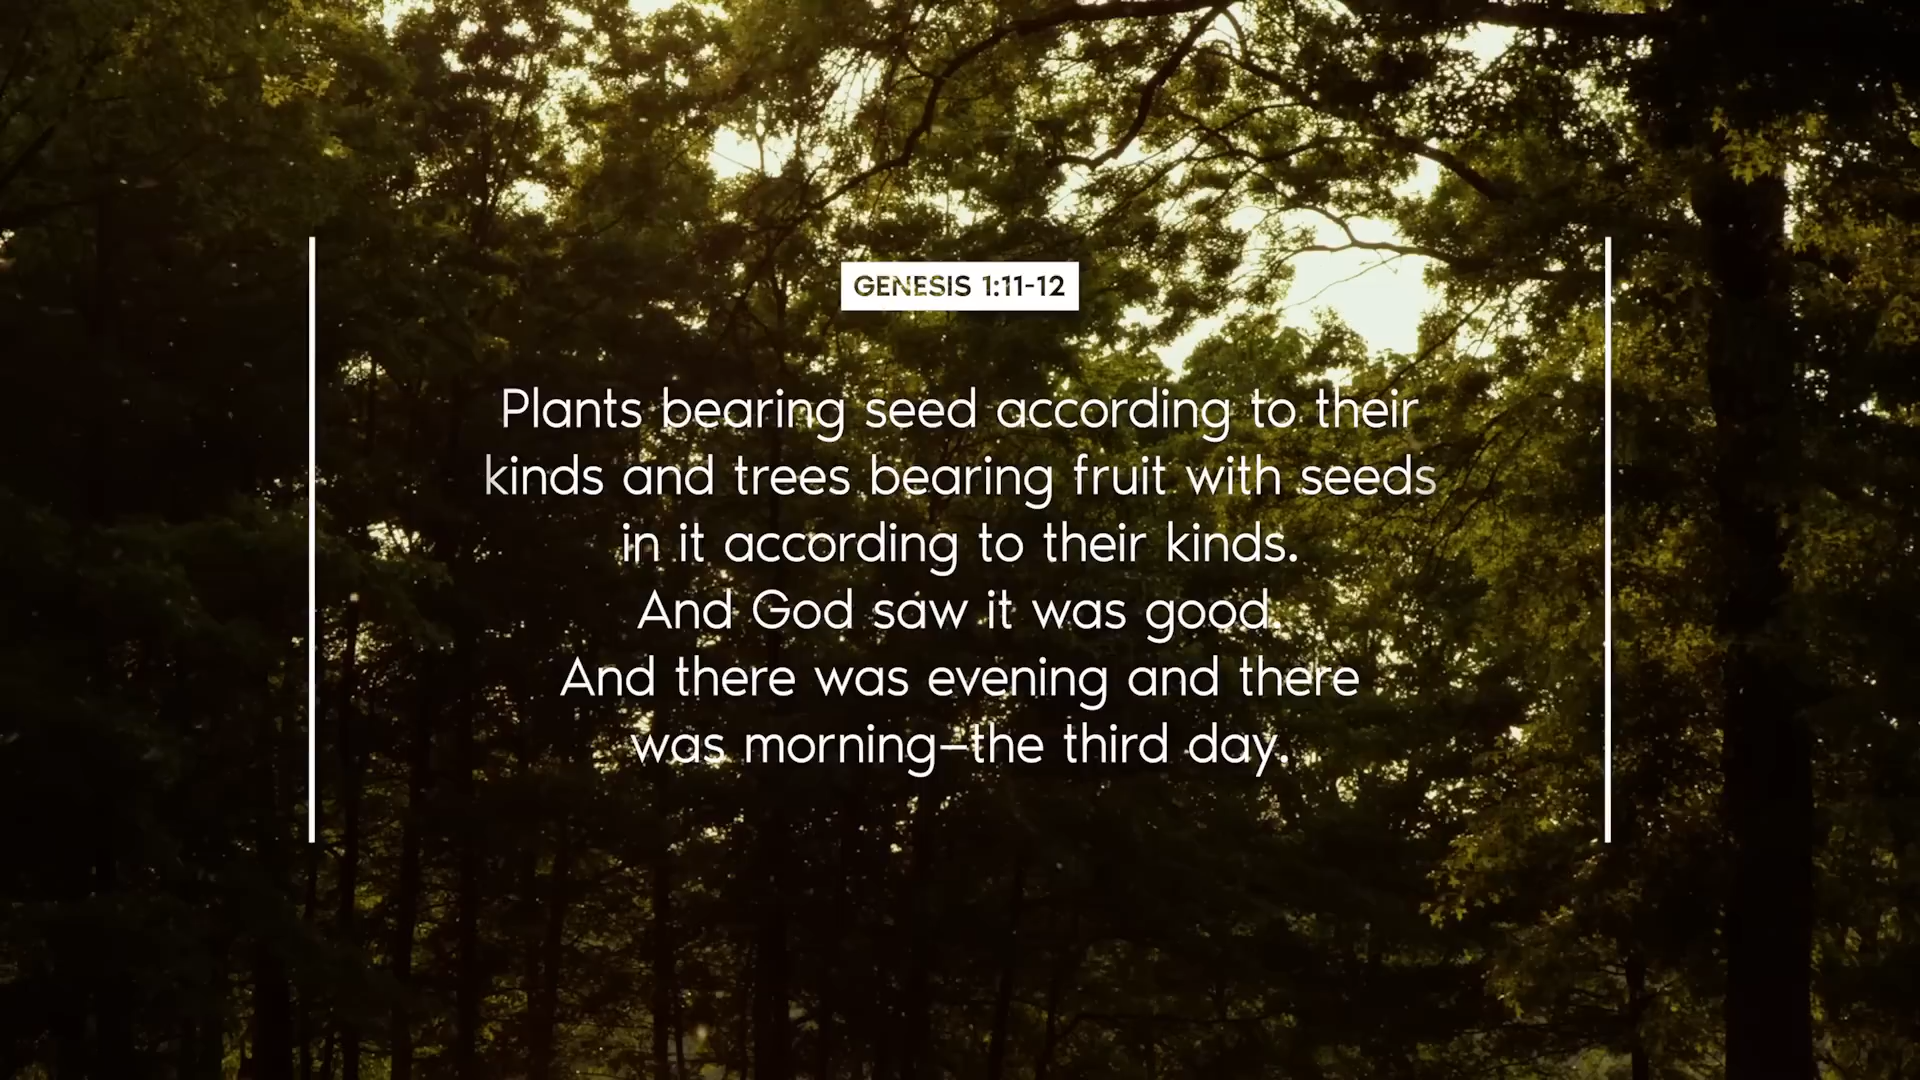 GENESIS 1:11-12
Plants bearing seed according to their
kinds and trees bearing fruit with seeds
in it according to their kinds.
And God saw it was good.
And there was evening and there
was morning–the third day.